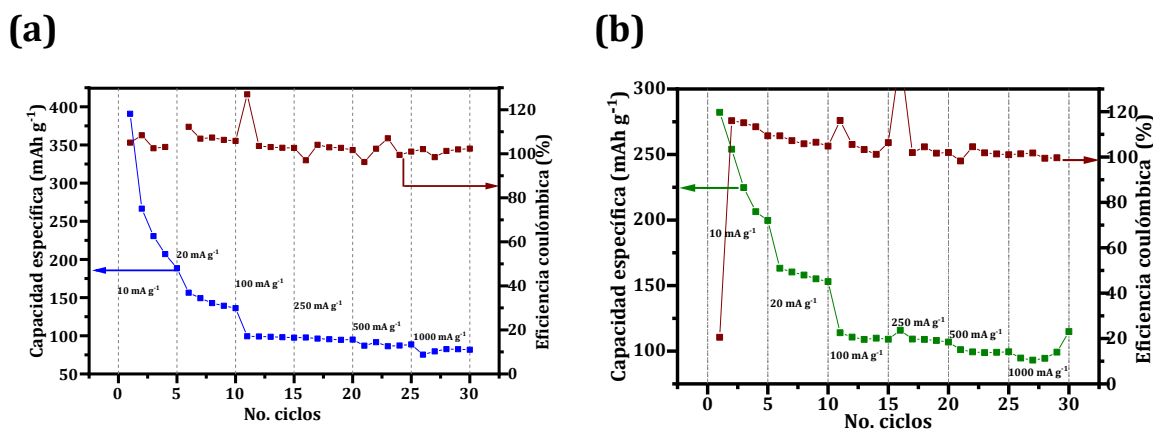 (a)
Capacidad específica (mAh g⁻¹)
400
350
300
250
200
150
100
50
10 mA g⁻¹
20 mA g⁻¹
100 mA g⁻¹
250 mA g⁻¹
500 mA g⁻¹
1000 mA g⁻¹
120
100
80
60
40
20
0
Eficiencia coulómbica (%)
0 5 10 15 20 25 30
No. ciclos
(b)
Capacidad específica (mAh g⁻¹)
300
250
200
150
100
10 mA g⁻¹
20 mA g⁻¹
100 mA g⁻¹
250 mA g⁻¹
500 mA g⁻¹
1000 mA g⁻¹
120
100
80
60
40
20
0
Eficiencia coulómbica (%)
0 5 10 15 20 25 30
No. ciclos